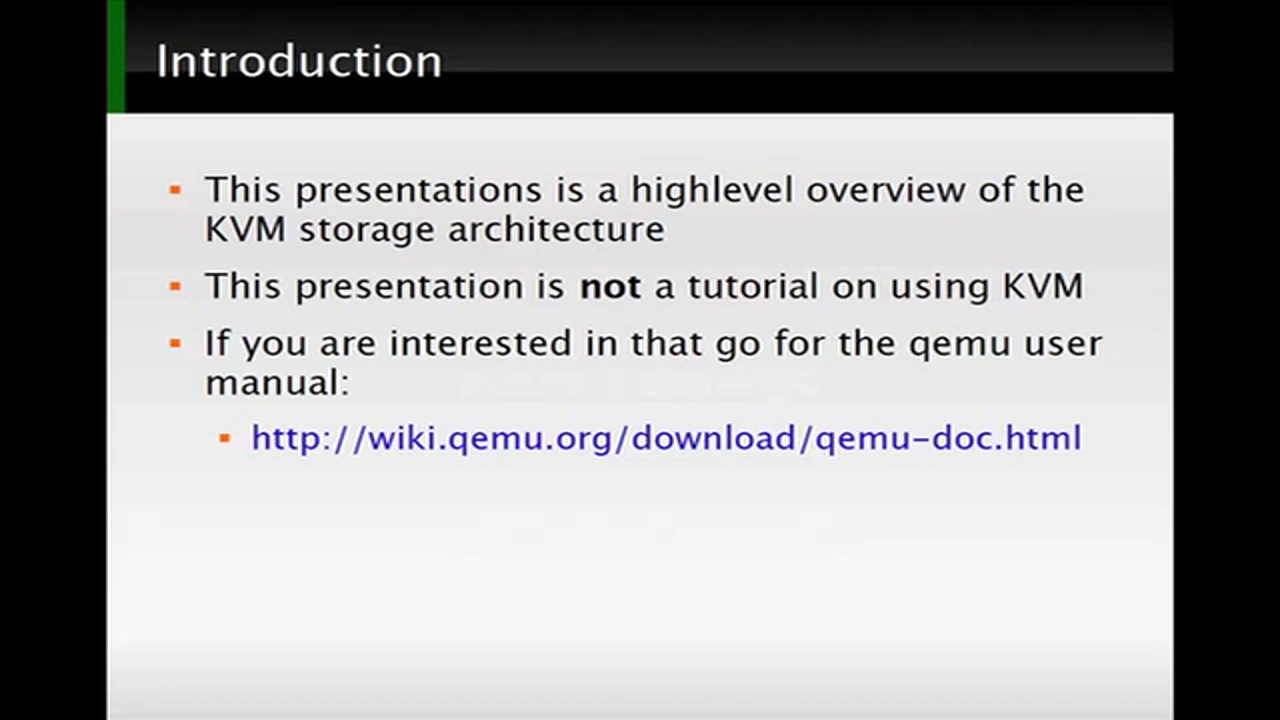 Introduction
This presentations is a highlevel overview of the
KVM storage architecture
This presentation is not a tutorial on using KVM
If you are interested in that go for the qemu user
manual:
http://wiki.qemu.org/download/qemu-doc.html